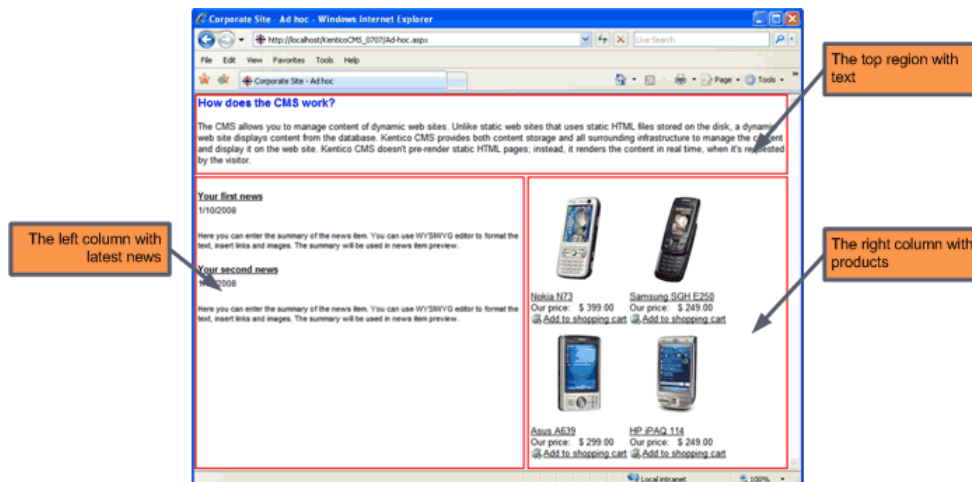 Corporate Site - Ad hoc - Windows Internet Explorer
http://localhost/KenticoCMS_0707/Ad-hoc.aspx
Live Search
File Edit View Favorites Tools Help
Corporate Site - Ad hoc
Page
Tools
The top region with
text
How does the CMS work?
The CMS allows you to manage content of dynamic web sites. Unlike static web sites that uses static HTML files stored on the disk, a dynamic
web site displays content from the database. Kentico CMS provides both content storage and all surrounding infrastructure to manage the content
and display it on the web site. Kentico CMS doesn't pre-render static HTML pages; instead, it renders the content in real time, when it's requested
by the visitor.
The left column with
latest news
Your first news
1/10/2008
Here you can enter the summary of the news item. You can use WYSIWYG editor to format the
text, insert links and images. The summary will be used in news item preview.
Your second news
Here you can enter the summary of the news item. You can use WYSIWYG editor to format the
text, insert links and images. The summary will be used in news item preview.
The right column with
products
Nokia N73 Samsung SGH E250
Our price: $ 399.00 Our price: $ 249.00
Add to shopping cart Add to shopping cart
Asus A639 HP iPAQ 114
Our price: $ 299.00 Our price: $ 249.00
Add to shopping cart Add to shopping cart
Local intranet
100%